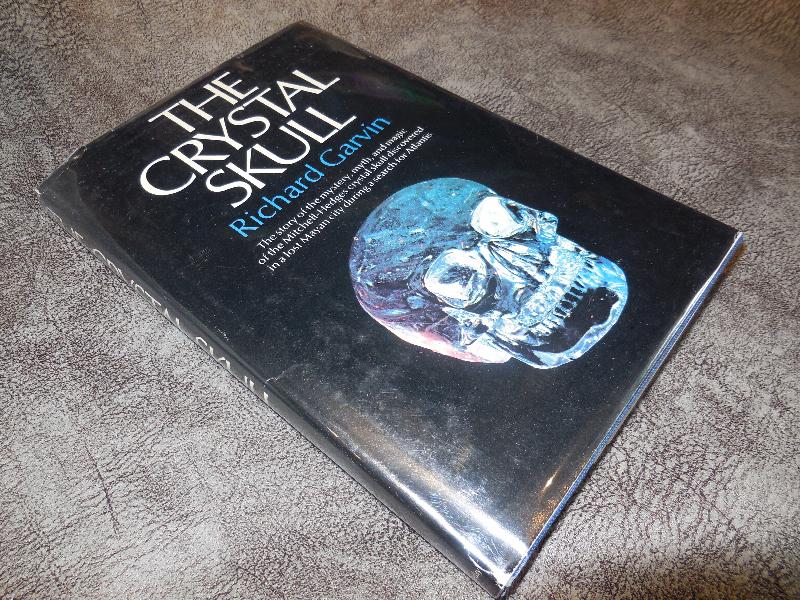 THE
CRYSTAL
SKULL
Richard Garvin
The story of the mystery, myth, and magic
of the Mitchell-Hedges crystal skull discovered
in a lost Mayan city during a search for Atlantis
CRYSTAL SKULL